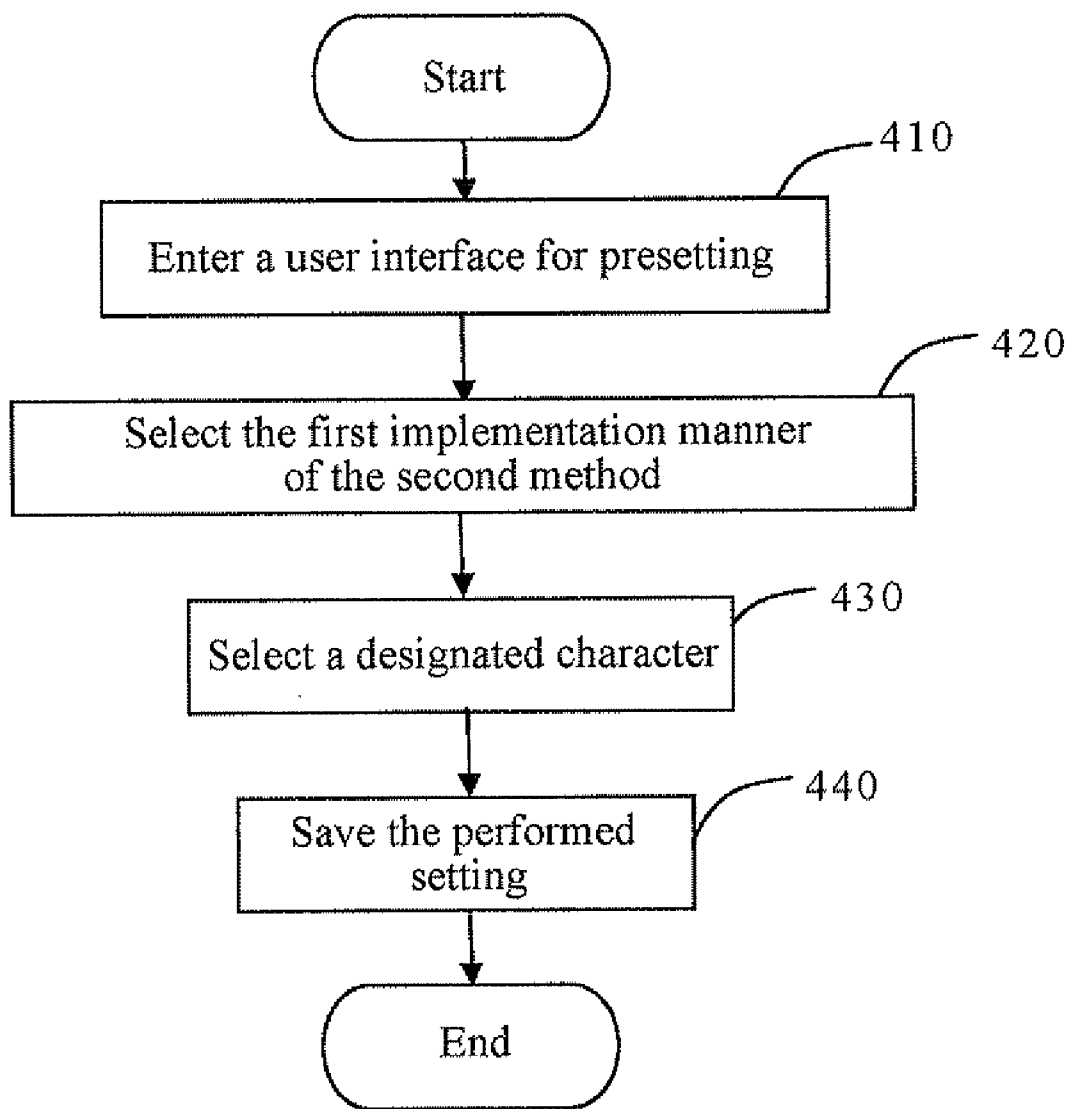 Start
410
Enter a user interface for presetting
420
Select the first implementation manner
of the second method
430
Select a designated character
440
Save the performed
setting
End